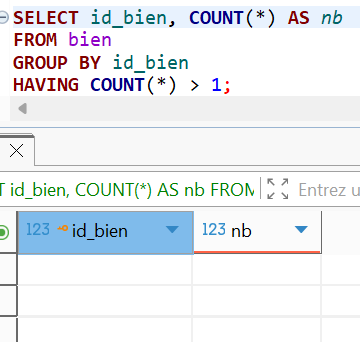 SELECT id_bien, COUNT(*) AS nb
FROM bien
GROUP BY id_bien
HAVING COUNT(*) > 1;
T id_bien, COUNT(*) AS nb FROM
Entrez u
123 id_bien
123 nb